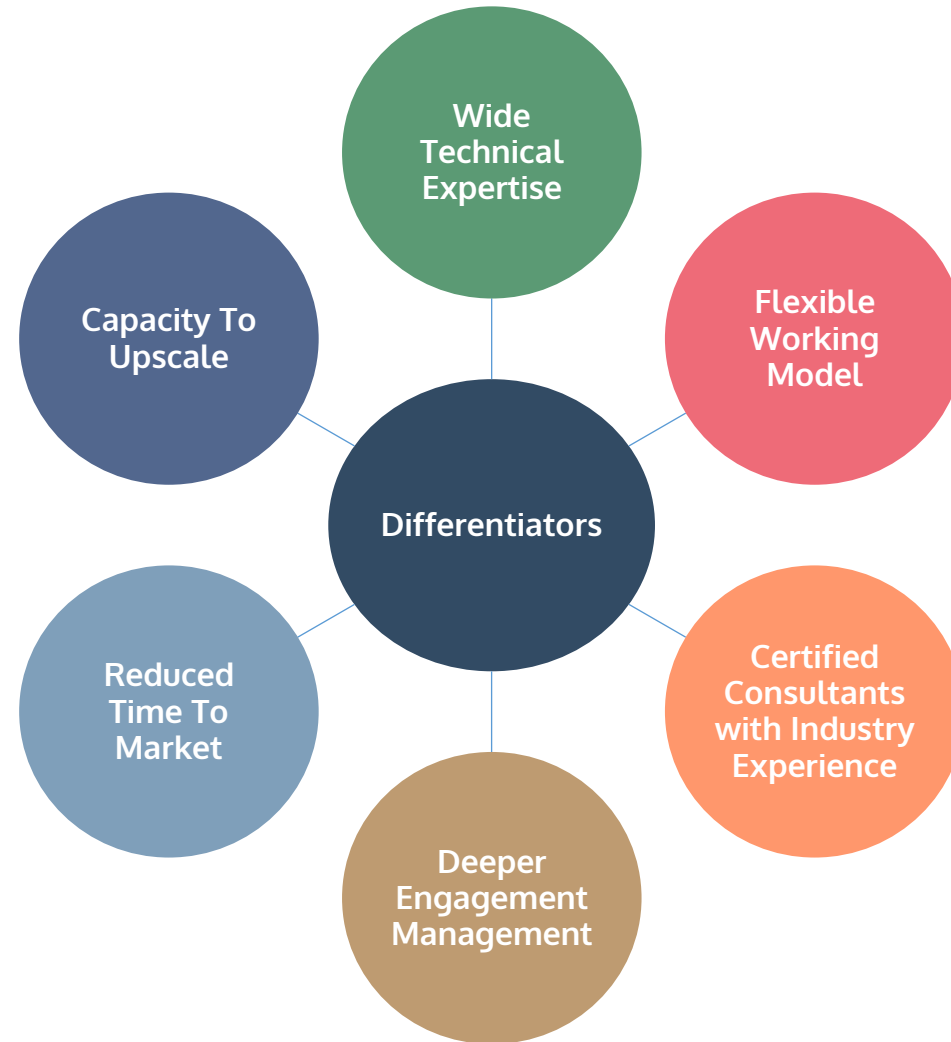 Wide
Technical
Expertise
Capacity To
Upscale
Flexible
Working
Model
Differentiators
Reduced
Time To
Market
Certified
Consultants
with Industry
Experience
Deeper
Engagement
Management